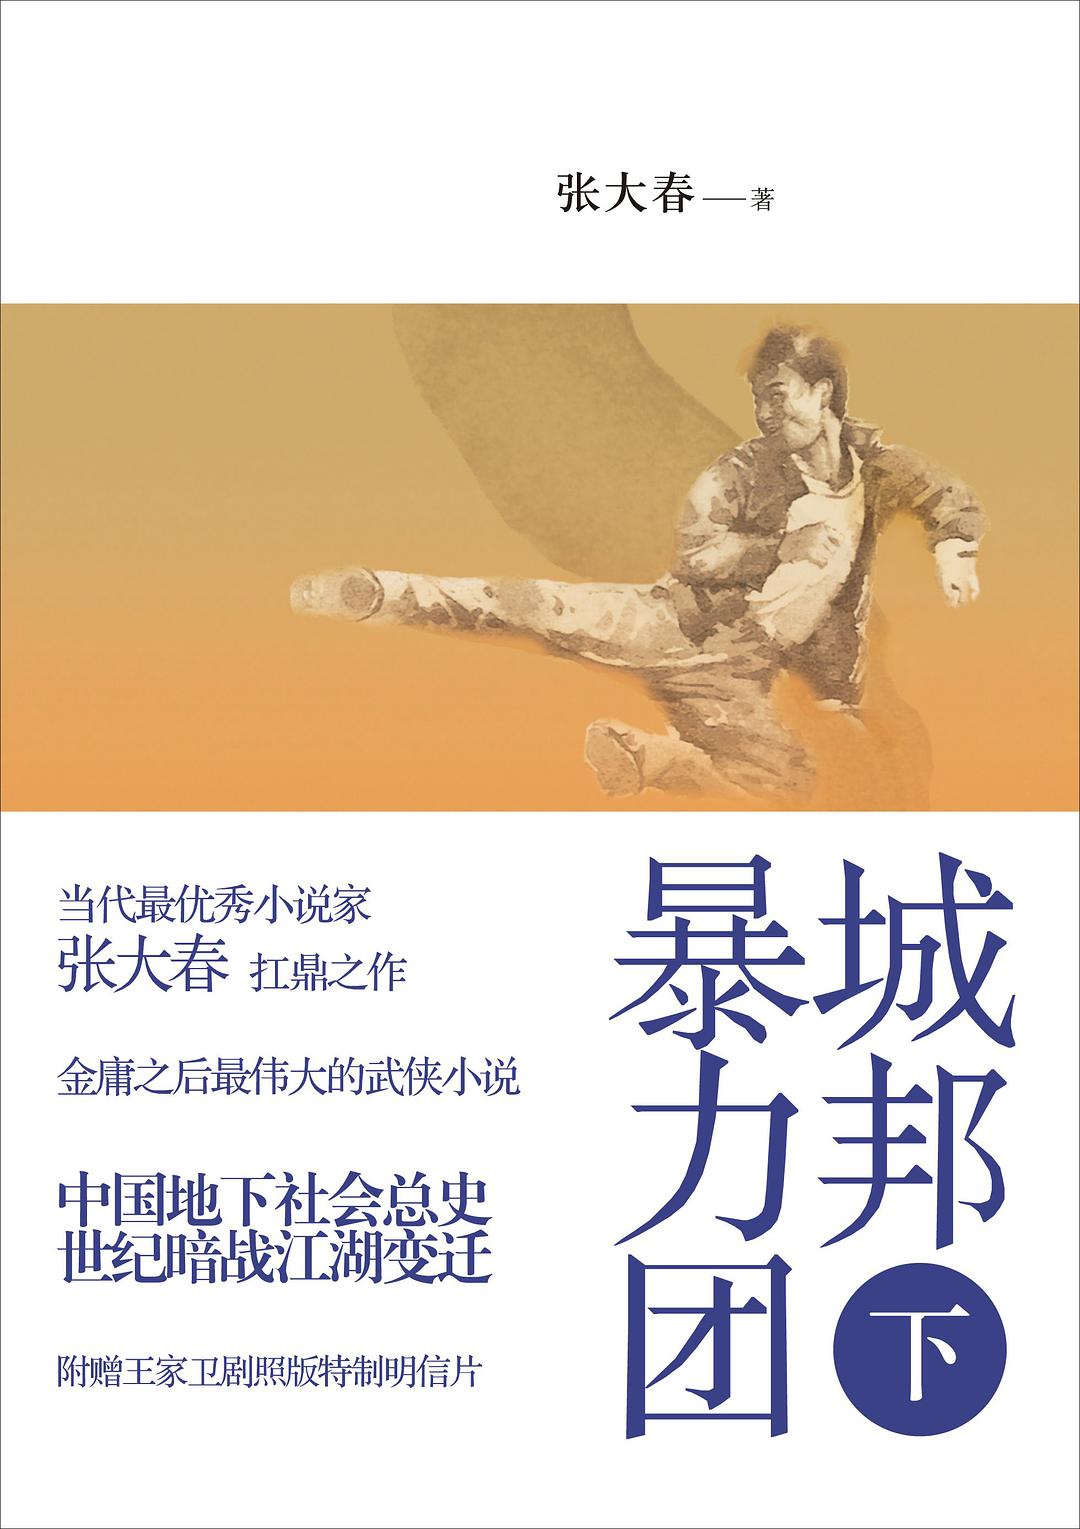 张大春——著
当代最优秀小说家
张大春 扛鼎之作
金庸之后最伟大的武侠小说
中国地下社会总史
世纪暗战江湖变迁
附赠王家卫剧照版特制明信片
城邦
暴力团
下